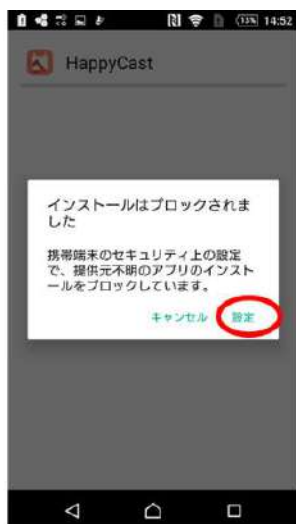 13% 14:52
HappyCast
インストールはブロックされま
した
携帯端末のセキュリティ上の設定
で、提供元不明のアプリのインスト
ールをブロックしています。
キャンセル 設定